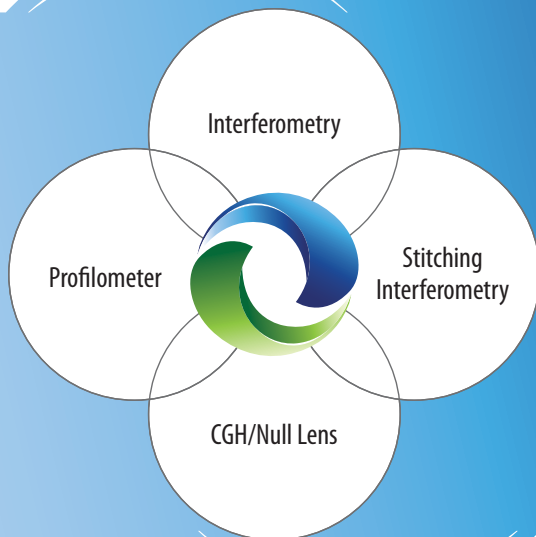 Interferometry
Profilometer
Stitching
Interferometry
CGH/Null Lens